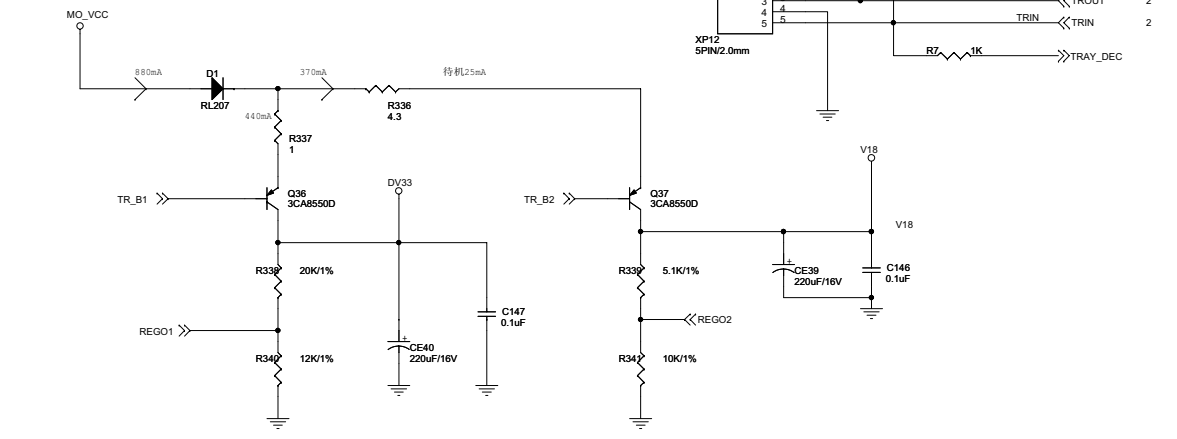 MO_VCC
880mA
D1
RL207
370mA
待机25mA
R336
4.3
440mA
R337
1
TR_B1
Q36
3CA8550D
DV33
TR_B2
Q37
3CA8550D
V18
V18
R338
20K/1%
REGO1
R340
12K/1%
CE40
220uF/16V
C147
0.1uF
R339
5.1K/1%
REGO2
R341
10K/1%
CE39
220uF/16V
C146
0.1uF
3
4
4
5
5
XP12
5PIN/2.0mm
TROUT
2
TRIN
TRIN
2
R7
1K
TRAY_DEC